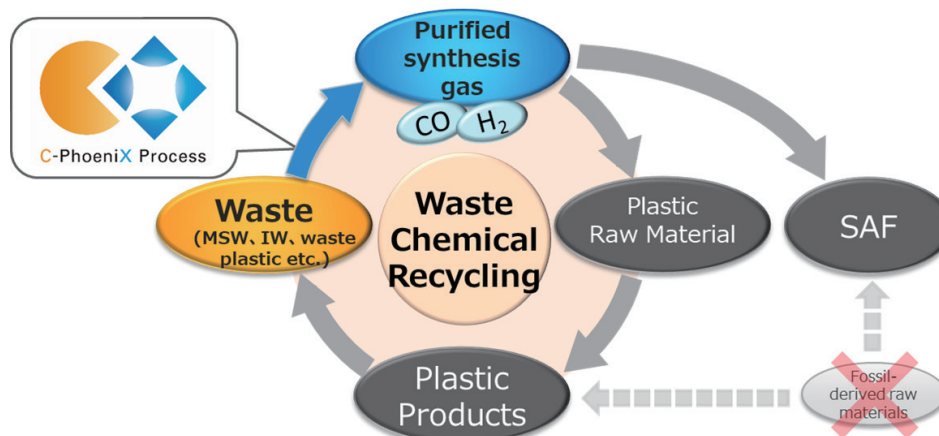 C-PhoeniX Process
Purified
synthesis
gas
CO
H₂
Waste
(MSW、IW、waste
plastic etc.)
Waste
Chemical
Recycling
Plastic
Raw Material
SAF
Plastic
Products
Fossil-
derived raw
materials